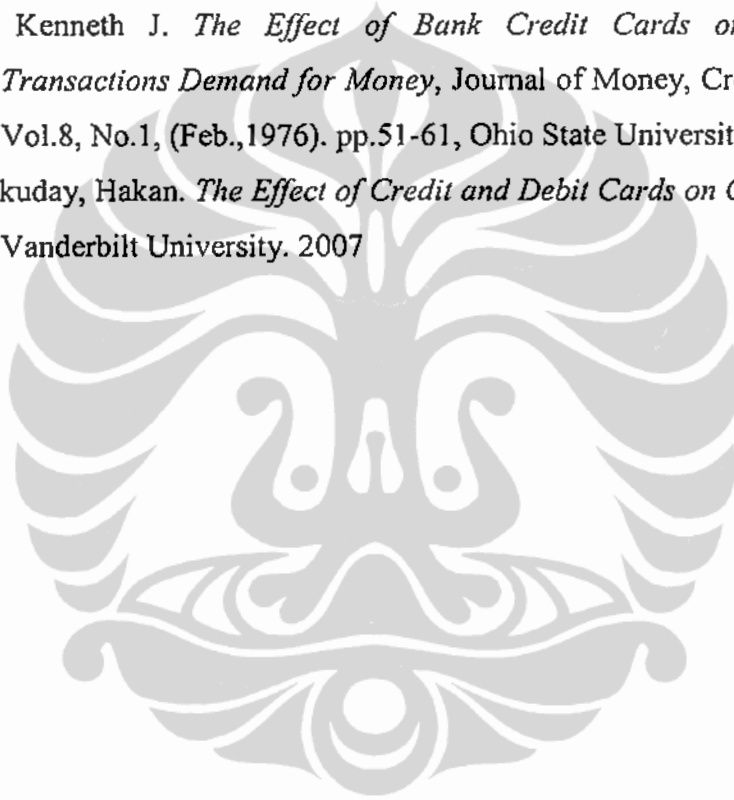 Kenneth J. The Effect of Bank Credit Cards on
Transactions Demand for Money, Journal of Money, Cr
Vol.8, No.1, (Feb.,1976). pp.51-61, Ohio State Universit
kuday, Hakan. The Effect of Credit and Debit Cards on
Vanderbilt University. 2007